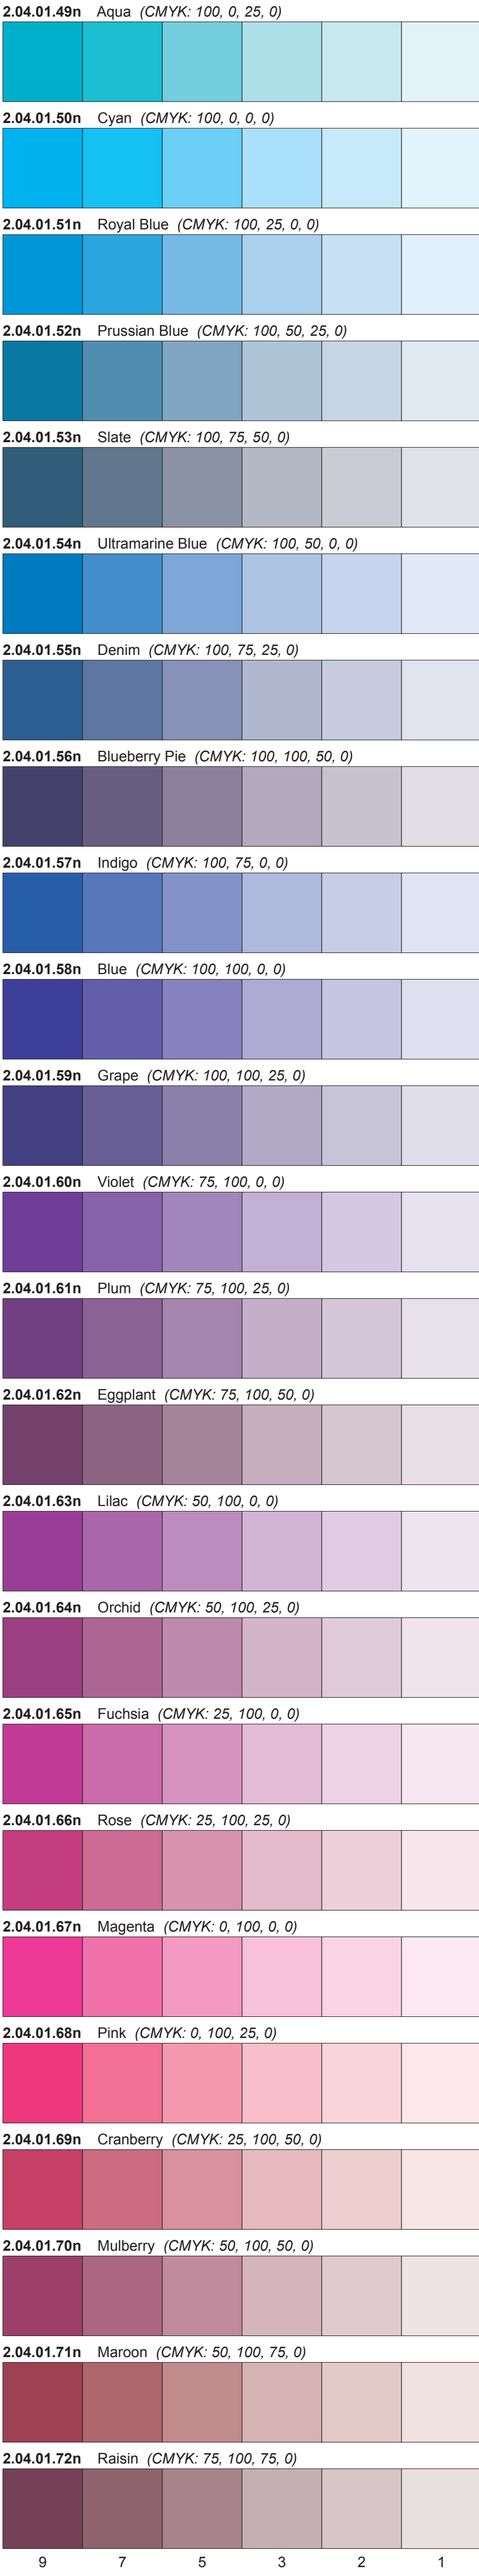 2.04.01.49n Aqua (CMYK: 100, 0, 25, 0)
2.04.01.50n Cyan (CMYK: 100, 0, 0, 0)
2.04.01.51n Royal Blue (CMYK: 100, 25, 0, 0)
2.04.01.52n Prussian Blue (CMYK: 100, 50, 25, 0)
2.04.01.53n Slate (CMYK: 100, 75, 50, 0)
2.04.01.54n Ultramarine Blue (CMYK: 100, 50, 0, 0)
2.04.01.55n Denim (CMYK: 100, 75, 25, 0)
2.04.01.56n Blueberry Pie (CMYK: 100, 100, 50, 0)
2.04.01.57n Indigo (CMYK: 100, 75, 0, 0)
2.04.01.58n Blue (CMYK: 100, 100, 0, 0)
2.04.01.59n Grape (CMYK: 100, 100, 25, 0)
2.04.01.60n Violet (CMYK: 75, 100, 0, 0)
2.04.01.61n Plum (CMYK: 75, 100, 25, 0)
2.04.01.62n Eggplant (CMYK: 75, 100, 50, 0)
2.04.01.63n Lilac (CMYK: 50, 100, 0, 0)
2.04.01.64n Orchid (CMYK: 50, 100, 25, 0)
2.04.01.65n Fuchsia (CMYK: 25, 100, 0, 0)
2.04.01.66n Rose (CMYK: 25, 100, 25, 0)
2.04.01.67n Magenta (CMYK: 0, 100, 0, 0)
2.04.01.68n Pink (CMYK: 0, 100, 25, 0)
2.04.01.69n Cranberry (CMYK: 25, 100, 50, 0)
2.04.01.70n Mulberry (CMYK: 50, 100, 50, 0)
2.04.01.71n Maroon (CMYK: 50, 100, 75, 0)
2.04.01.72n Raisin (CMYK: 75, 100, 75, 0)
9 7 5 3 2 1